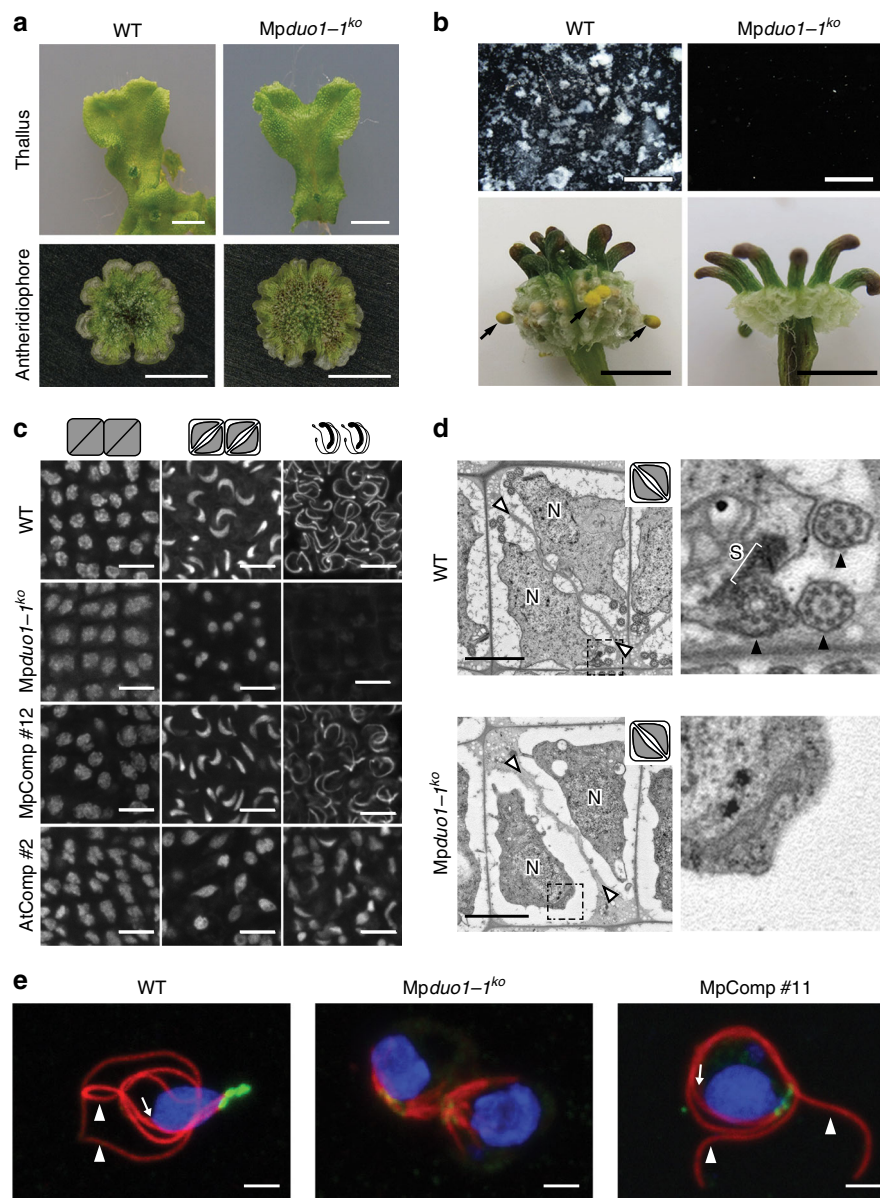 a
WT
Mpduo1–1ko
Thallus
Antheridiophore
b
WT
Mpduo1–1ko
c
WT
Mpduo1–1ko
MpComp #12
AtComp #2
d
WT
N
N
S
Mpduo1–1ko
N
N
e
WT
Mpduo1–1ko
MpComp #11